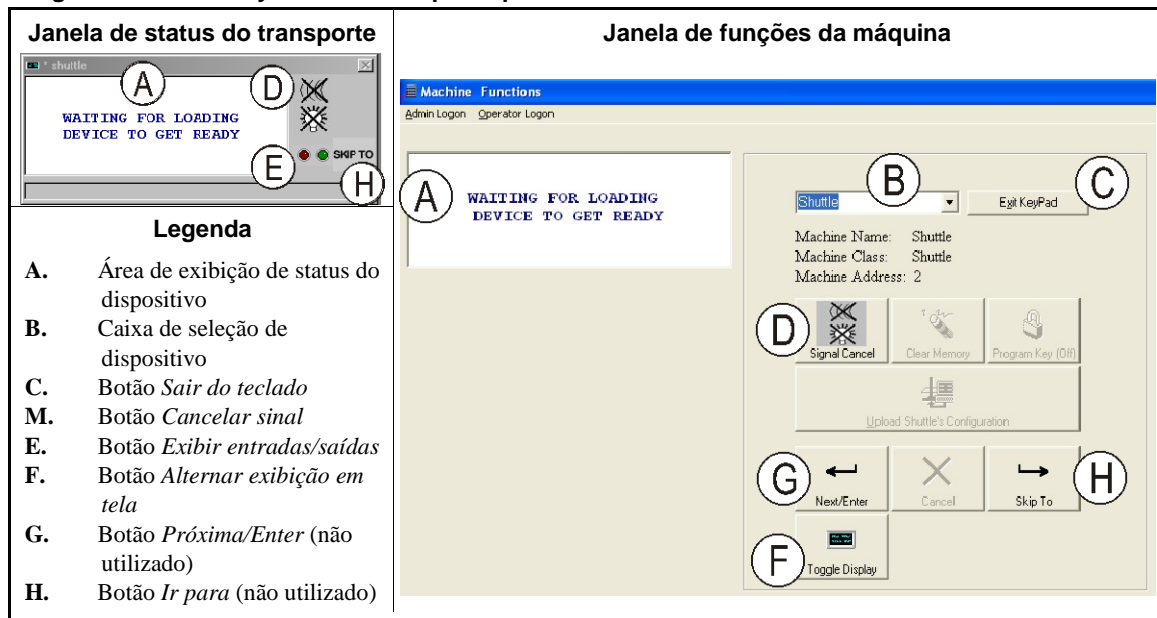 Janela de status do transporte
* shuttle
A
D
WAITING FOR LOADING
DEVICE TO GET READY
E
SKIP TO
H
Legenda
A. Área de exibição de status do
dispositivo
B. Caixa de seleção de
dispositivo
C. Botão Sair do teclado
M. Botão Cancelar sinal
E. Botão Exibir entradas/saídas
F. Botão Alternar exibição em
tela
G. Botão Próxima/Enter (não
utilizado)
H. Botão Ir para (não utilizado)
Janela de funções da máquina
Machine Functions
Admin Logon Operator Logon
A
WAITING FOR LOADING
DEVICE TO GET READY
B
C
Shuttle
Exit KeyPad
Machine Name: Shuttle
Machine Class: Shuttle
Machine Address: 2
D
Signal Cancel
Clear Memory
Program Key (Off)
Upload Shuttle's Configuration
G
Next/Enter
Cancel
Skip To
H
F
Toggle Display